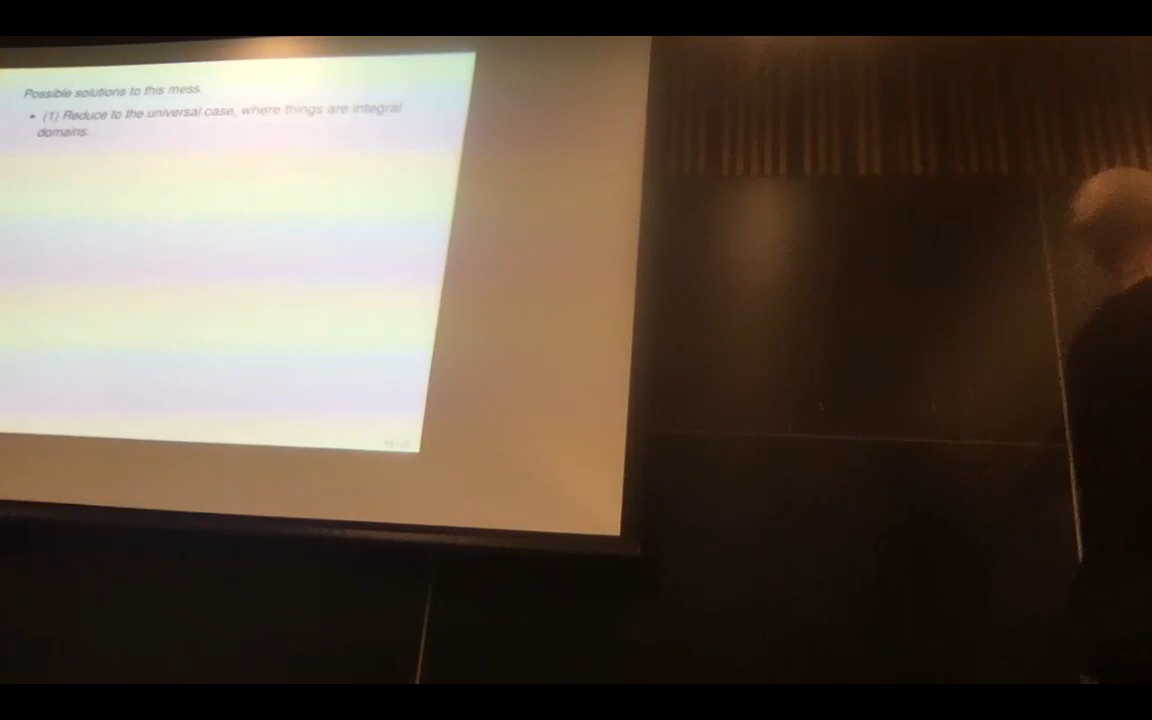 Possible solutions to this mess.
• (1) Reduce to the universal case, where things are integral
domains.